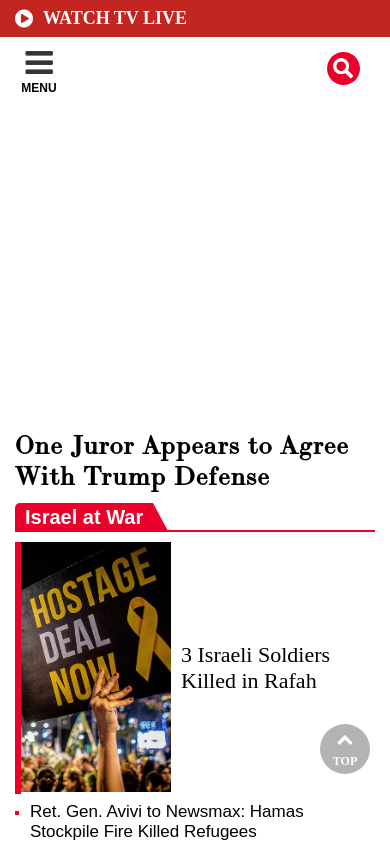 WATCH TV LIVE
MENU
One Juror Appears to Agree
With Trump Defense
Israel at War
HOSTAGE
DEAL
NOW
3 Israeli Soldiers
Killed in Rafah
TOP
Ret. Gen. Avivi to Newsmax: Hamas
Stockpile Fire Killed Refugees